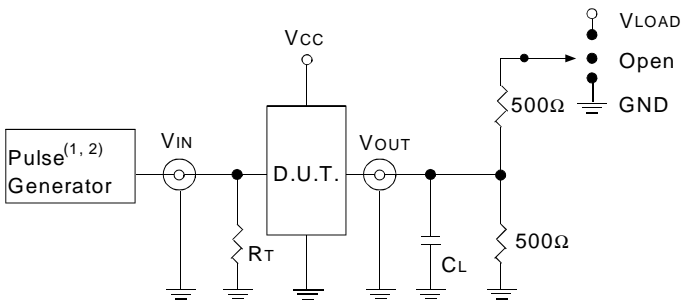 VLOAD
VCC
Open
500Ω
GND
VIN
VOUT
Pulse(1, 2)
Generator
D.U.T.
RT
CL
500Ω